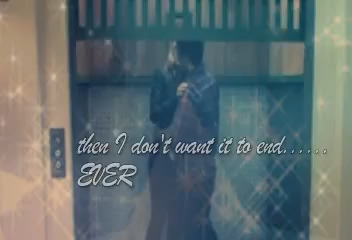 then I don't want it to end......
EVER